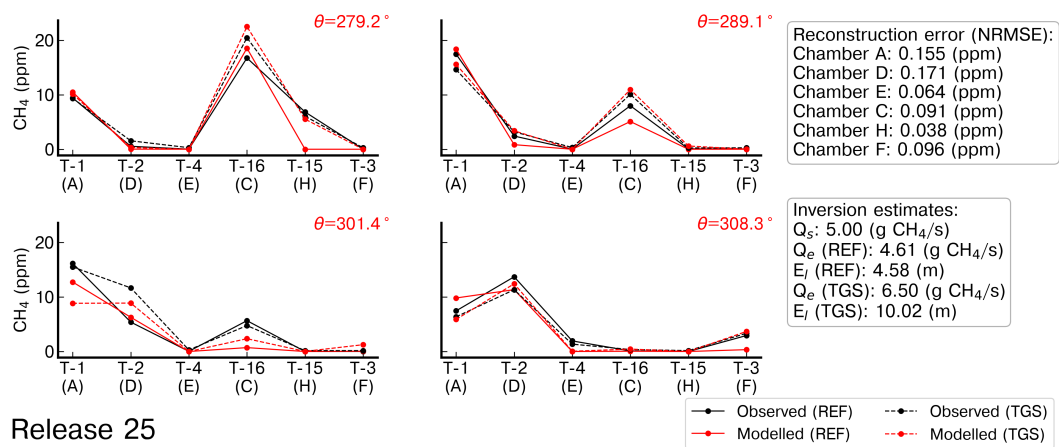 θ=279.2°
θ=289.1°
CH₄ (ppm)
20
10
0
T-1 T-2 T-4 T-16 T-15 T-3
(A) (D) (E) (C) (H) (F)
T-1 T-2 T-4 T-16 T-15 T-3
(A) (D) (E) (C) (H) (F)
Reconstruction error (NRMSE):
Chamber A: 0.155 (ppm)
Chamber D: 0.171 (ppm)
Chamber E: 0.064 (ppm)
Chamber C: 0.091 (ppm)
Chamber H: 0.038 (ppm)
Chamber F: 0.096 (ppm)
θ=301.4°
θ=308.3°
CH₄ (ppm)
20
10
0
T-1 T-2 T-4 T-16 T-15 T-3
(A) (D) (E) (C) (H) (F)
T-1 T-2 T-4 T-16 T-15 T-3
(A) (D) (E) (C) (H) (F)
Inversion estimates:
Qₛ: 5.00 (g CH₄/s)
Qₑ (REF): 4.61 (g CH₄/s)
Eₗ (REF): 4.58 (m)
Qₑ (TGS): 6.50 (g CH₄/s)
Eₗ (TGS): 10.02 (m)
Release 25
Observed (REF)
Modelled (REF)
Observed (TGS)
Modelled (TGS)